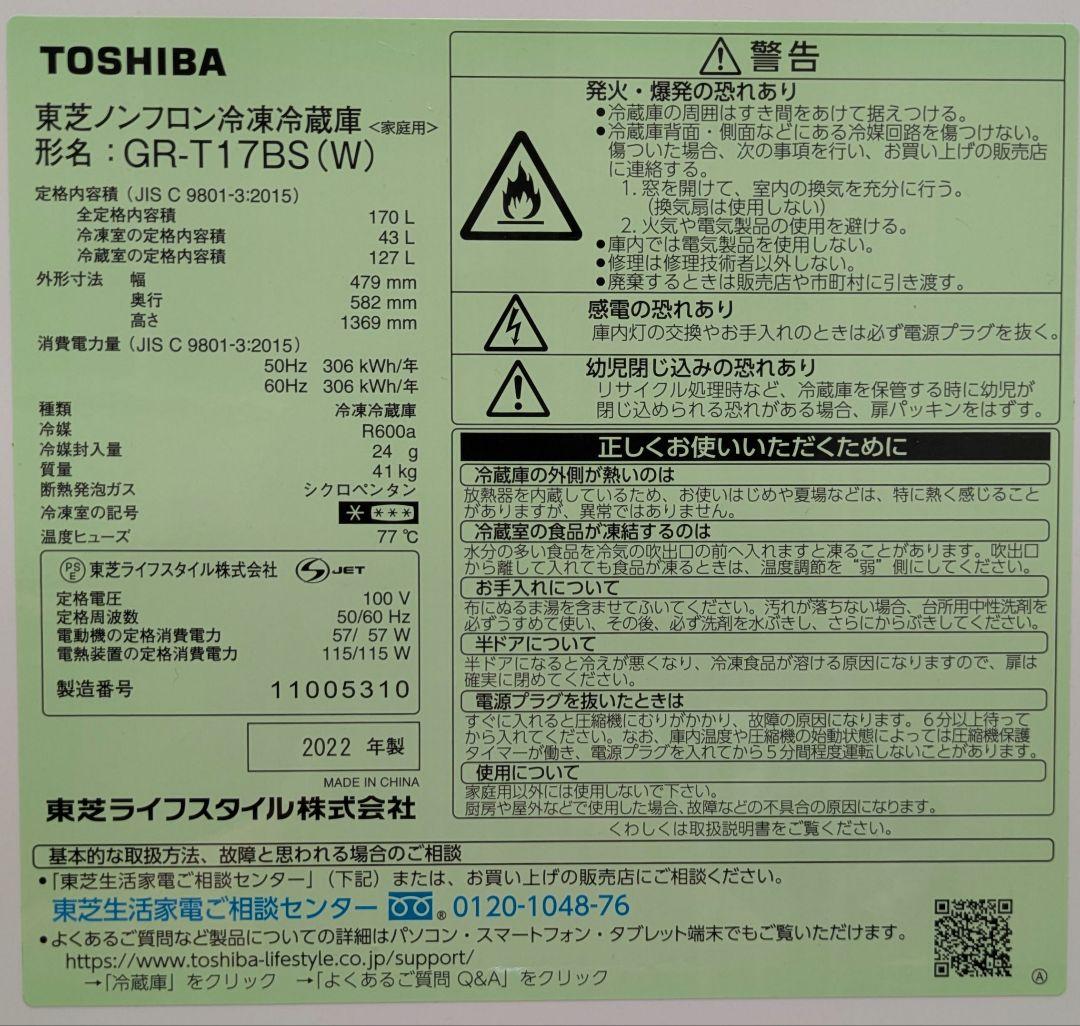 TOSHIBA
東芝ノンフロン冷凍冷蔵庫 <家庭用>
形名：GR-T17BS(W)
定格内容積（JIS C 9801-3:2015）
全定格内容積 170 L
冷凍室の定格内容積 43 L
冷蔵室の定格内容積 127 L
外形寸法 幅 479 mm
奥行 582 mm
高さ 1369 mm
消費電力量（JIS C 9801-3:2015）
50Hz 306 kWh/年
60Hz 306 kWh/年
種類 冷凍冷蔵庫
冷媒 R600a
冷媒封入量 24 g
質量 41 kg
断熱発泡ガス シクロペンタン
冷凍室の記号 * ***
温度ヒューズ 77 ℃
PSE 東芝ライフスタイル株式会社 S JET
定格電圧 100 V
定格周波数 50/60 Hz
電動機の定格消費電力 57/ 57 W
電熱装置の定格消費電力 115/115 W
製造番号 11005310
2022 年製
MADE IN CHINA
東芝ライフスタイル株式会社
警告
発火・爆発の恐れあり
●冷蔵庫の周囲はすき間をあけて据えつける。
●冷蔵庫背面・側面などにある冷媒回路を傷つけない。
傷ついた場合、次の事項を行い、お買い上げの販売店
に連絡する。
1. 窓を開けて、室内の換気を充分に行う。
（換気扇は使用しない）
2. 火気や電気製品の使用を避ける。
●庫内では電気製品を使用しない。
●修理は修理技術者以外しない。
●廃棄するときは販売店や市町村に引き渡す。
感電の恐れあり
庫内灯の交換やお手入れのときは必ず電源プラグを抜く。
幼児閉じ込みの恐れあり
リサイクル処理時など、冷蔵庫を保管する時に幼児が
閉じ込められる恐れがある場合、扉パッキンをはずす。
正しくお使いいただくために
冷蔵庫の外側が熱いのは
放熱器を内蔵しているため、お使いはじめや夏場などは、特に熱く感じること
がありますが、異常ではありません。
冷蔵室の食品が凍結するのは
水分の多い食品を冷気の吹出口の前へ入れますと凍ることがあります。吹出口
から離して入れても食品が凍るときは、温度調節を“弱”側にしてください。
お手入れについて
布にぬるま湯を含ませてふいてください。汚れが落ちない場合、台所用中性洗剤を
必ずうすめて使い、その後、必ず洗剤を水ぶきし、さらにからぶきしてください。
半ドアについて
半ドアになると冷えが悪くなり、冷凍食品が溶ける原因になりますので、扉は
確実に閉めてください。
電源プラグを抜いたときは
すぐに入れると圧縮機にむりがかかり、故障の原因になります。６分以上待って
から入れてください。なお、庫内温度や圧縮機の始動状態によっては圧縮機保護
タイマーが働き、電源プラグを入れてから５分間程度運転しないことがあります。
使用について
家庭用以外には使用しないで下さい。
厨房や屋外などで使用した場合、故障などの不具合の原因になります。
くわしくは取扱説明書をご覧ください。
基本的な取扱方法、故障と思われる場合のご相談
●「東芝生活家電ご相談センター」（下記）または、お買い上げの販売店にご相談ください。
東芝生活家電ご相談センター ® 0120-1048-76
●よくあるご質問など製品についての詳細はパソコン・スマートフォン・タブレット端末でもご覧いただけます。
https://www.toshiba-lifestyle.co.jp/support/
→「冷蔵庫」をクリック →「よくあるご質問 Q&A」をクリック
Ⓐ